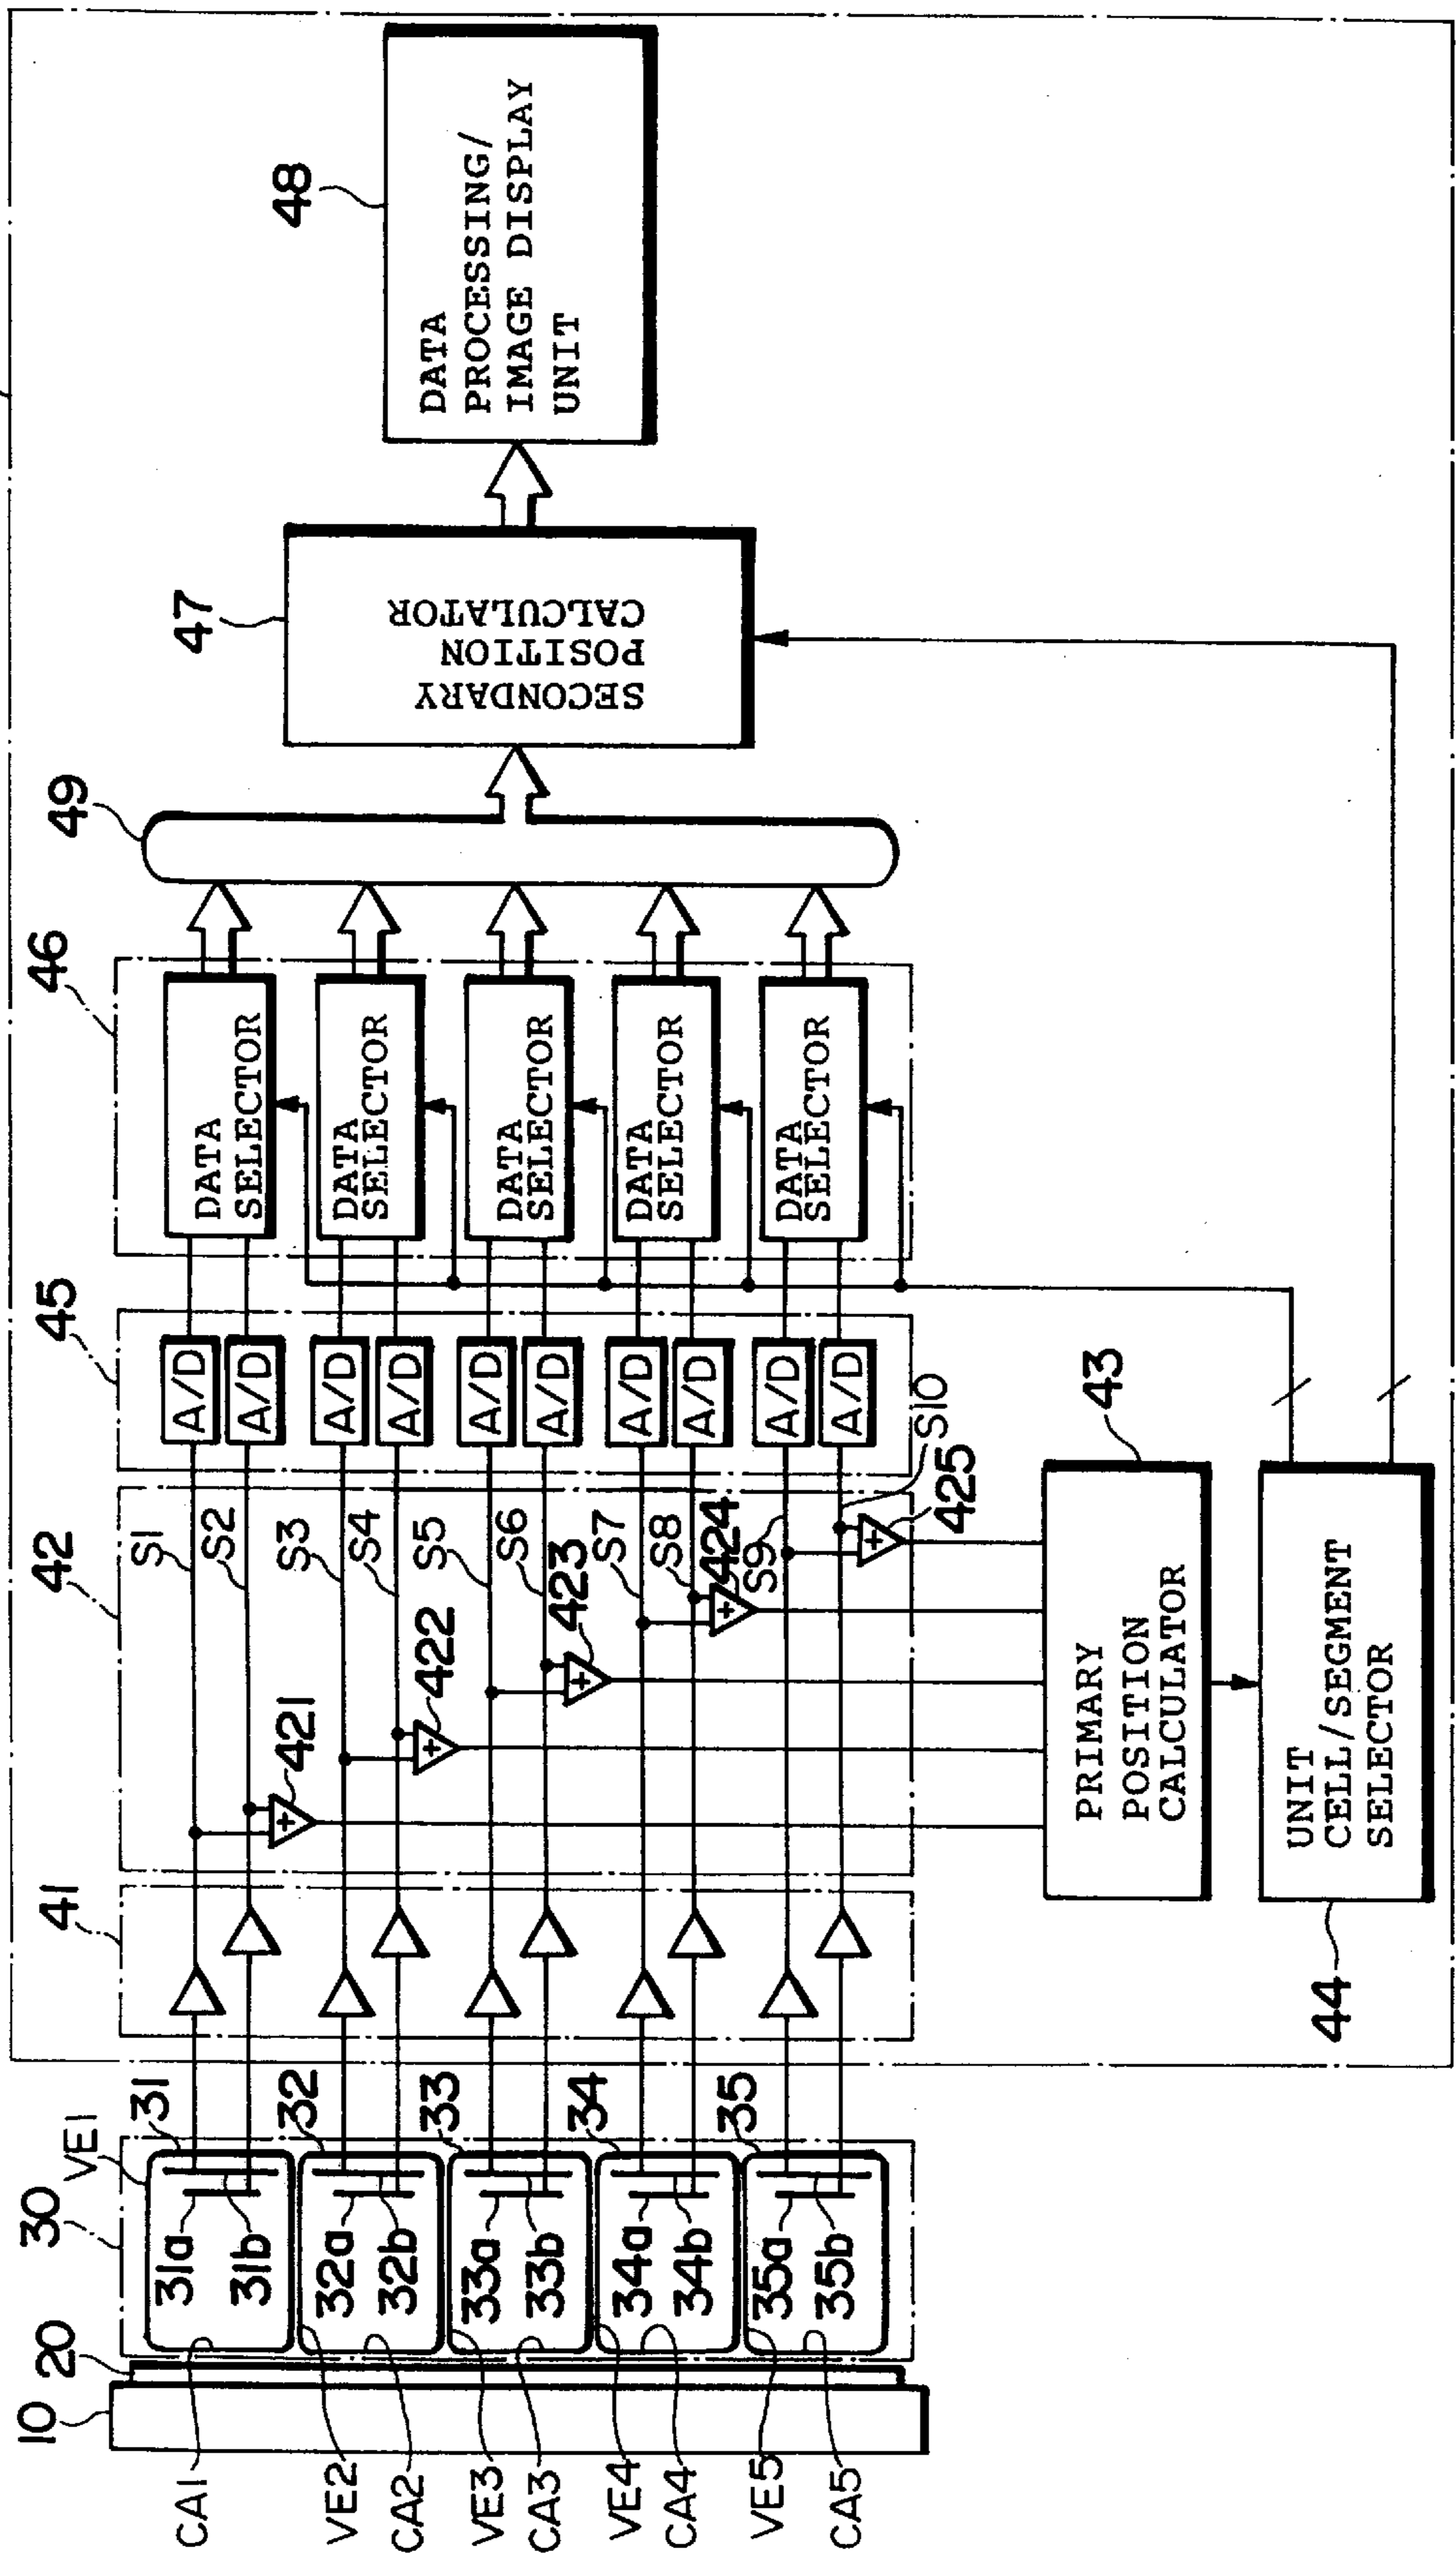 10
20
30
VE1
31
31a
31b
CA1
32
32a
32b
VE2
CA2
33
33a
33b
VE3
CA3
34
34a
34b
VE4
CA4
35
35a
35b
VE5
CA5
41
42
S1
S2
421
S3
S4
422
S5
S6
423
S7
S8
424
S9
S10
425
+
+
+
+
+
45
A/D
A/D
A/D
A/D
A/D
A/D
A/D
A/D
A/D
A/D
46
DATA
SELECTOR
DATA
SELECTOR
DATA
SELECTOR
DATA
SELECTOR
DATA
SELECTOR
49
47
SECONDARY
POSITION
CALCULATOR
48
DATA
PROCESSING/
IMAGE DISPLAY
UNIT
43
PRIMARY
POSITION
CALCULATOR
44
UNIT
CELL/SEGMENT
SELECTOR